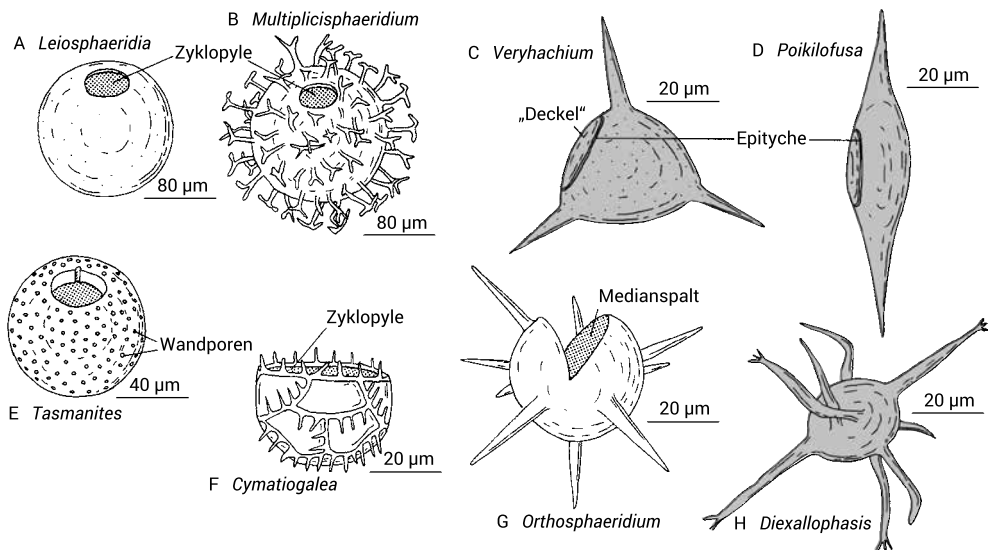 A Leiosphaeridia
Zyklopyle
80 µm
B Multiplicisphaeridium
80 µm
C Veryhachium
20 µm
„Deckel“
Epityche
D Poikilofusa
20 µm
Wandporen
40 µm
E Tasmanites
Zyklopyle
20 µm
F Cymatiogalea
Medianspalt
20 µm
G Orthosphaeridium
20 µm
H Diexallophasis